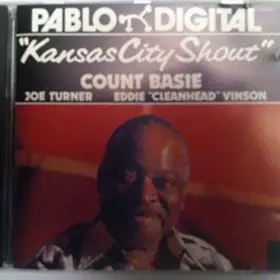 PABLO DIGITAL
"Kansas City Shout"
COUNT BASIE
JOE TURNER EDDIE "CLEANHEAD" VINSON